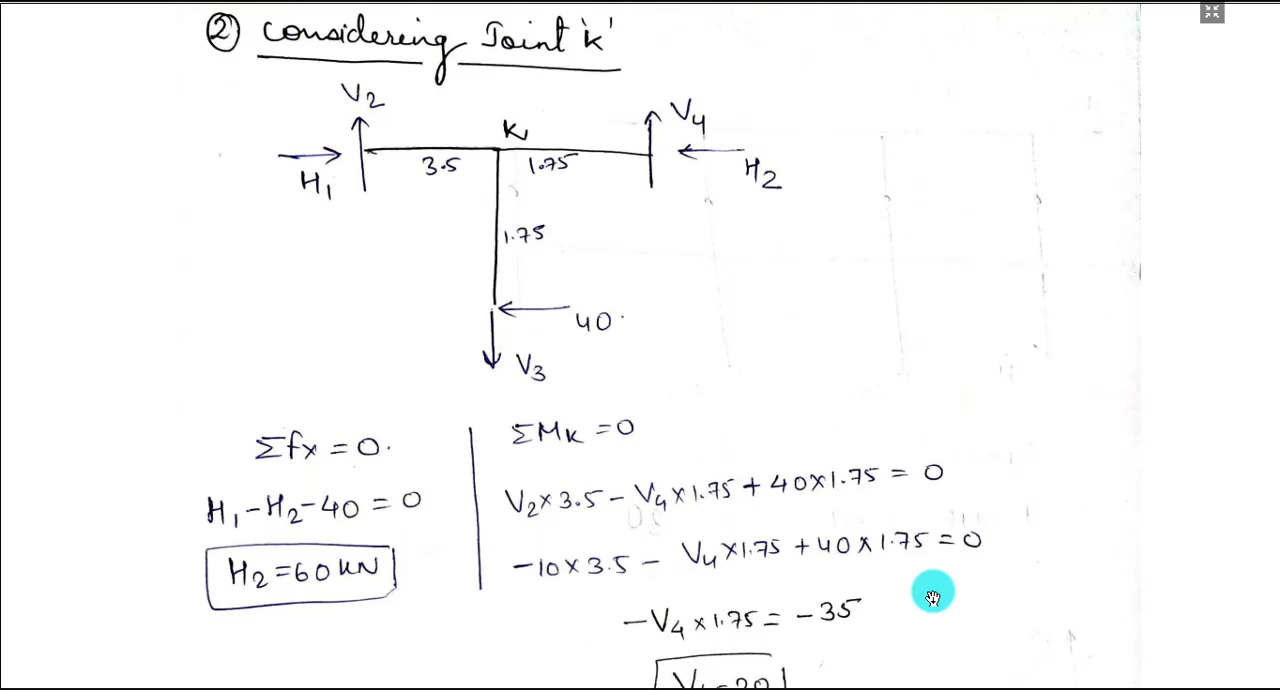 ② Considering Joint 'K'
V2
V4
K
H1
3.5
1.75
H2
1.75
40.
V3
Σfx = 0.
ΣMK = 0
H1 - H2 - 40 = 0
V2 × 3.5 - V4 × 1.75 + 40 × 1.75 = 0
H2 = 60 kN
-10 × 3.5 - V4 × 1.75 + 40 × 1.75 = 0
-V4 × 1.75 = -35